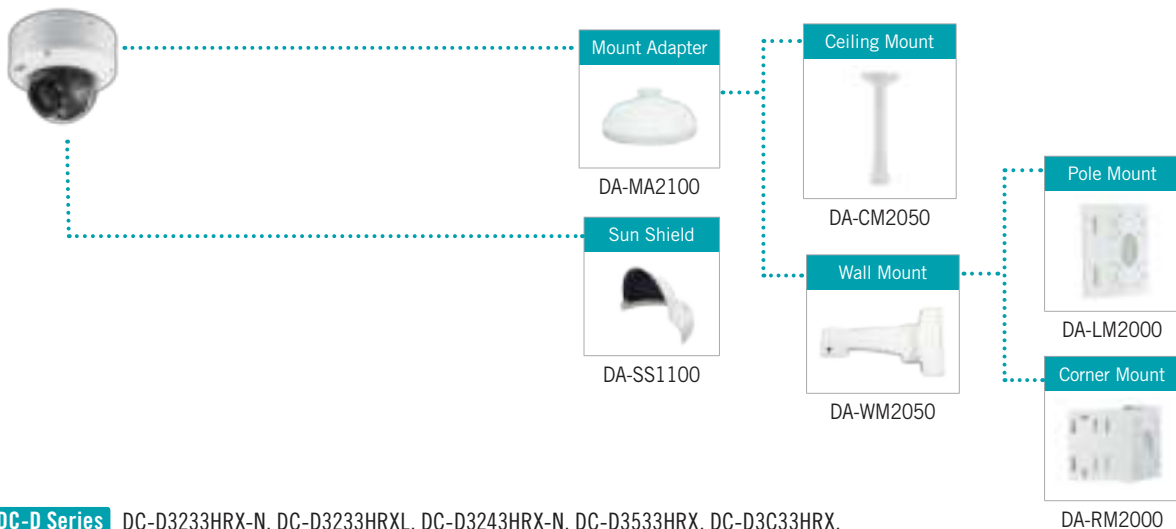 Mount Adapter
DA-MA2100
Ceiling Mount
DA-CM2050
Sun Shield
DA-SS1100
Wall Mount
DA-WM2050
Pole Mount
DA-LM2000
Corner Mount
DA-RM2000
DC-D Series DC-D3233HRX-N, DC-D3233HRXL, DC-D3243HRX-N, DC-D3533HRX, DC-D3C33HRX,